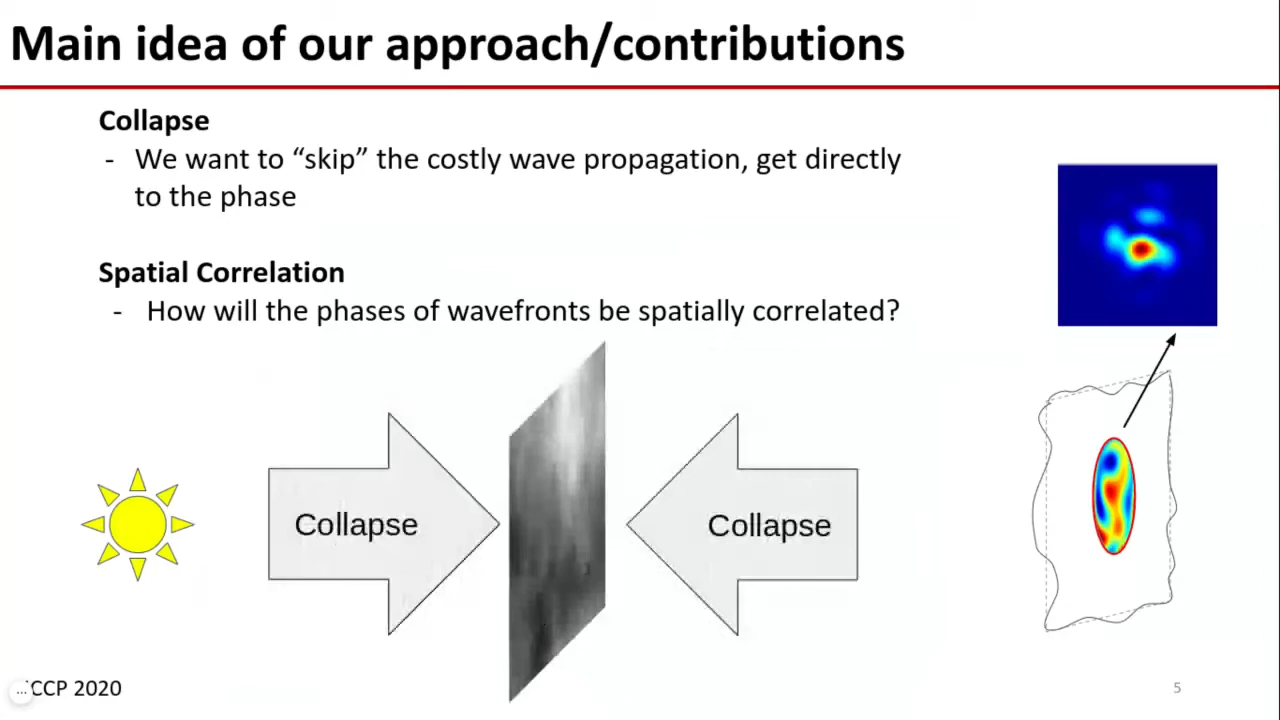 Main idea of our approach/contributions
Collapse
- We want to “skip” the costly wave propagation, get directly
to the phase
Spatial Correlation
- How will the phases of wavefronts be spatially correlated?
Collapse
Collapse
CCP 2020
5